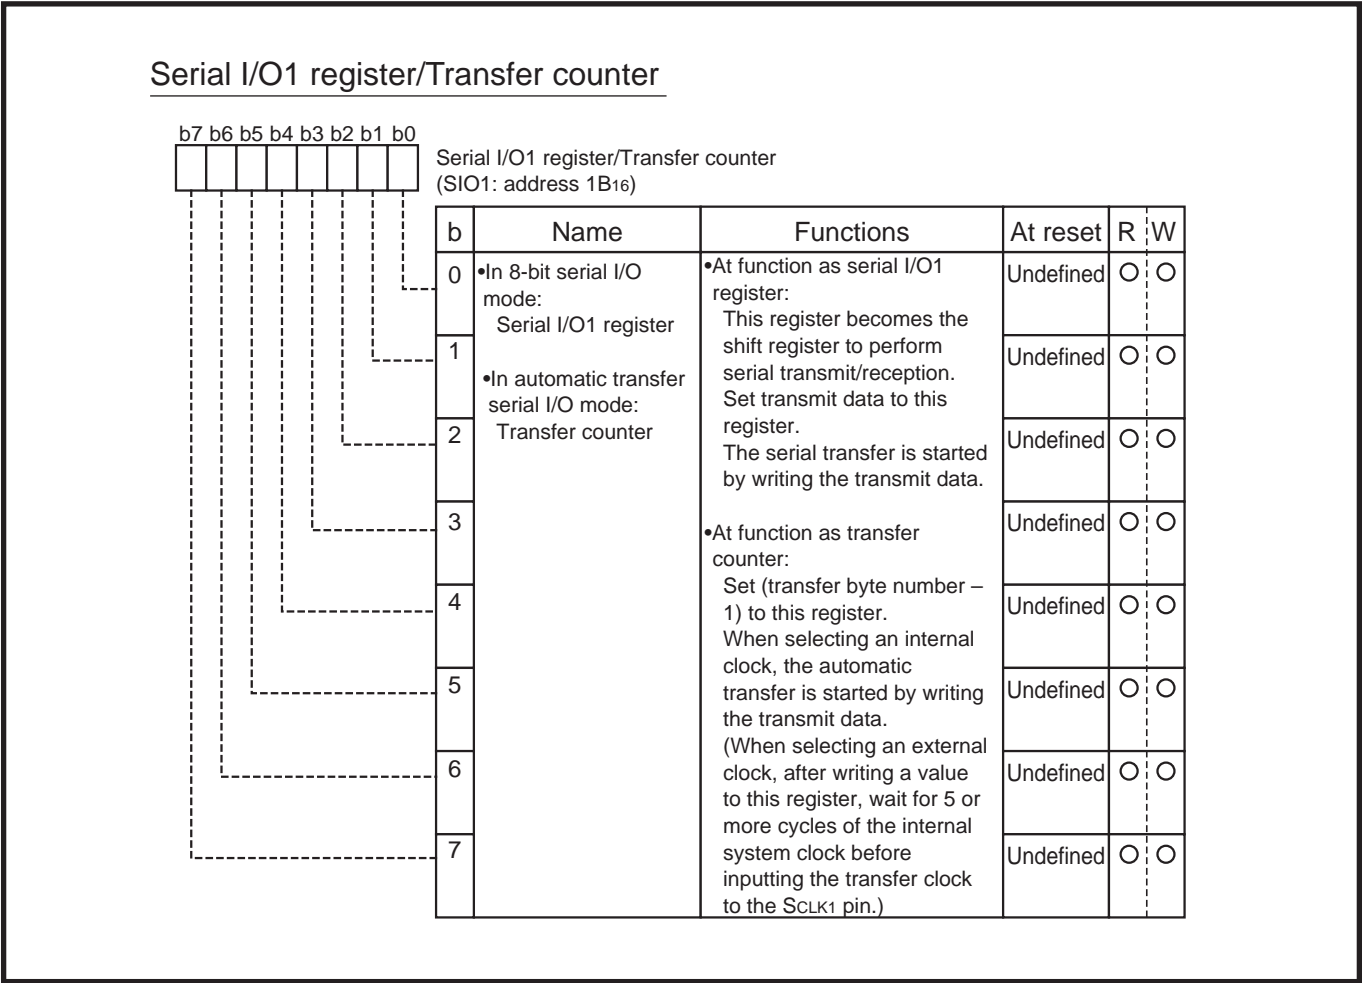 Serial I/O1 register/Transfer counter
b7 b6 b5 b4 b3 b2 b1 b0
Serial I/O1 register/Transfer counter
(SIO1: address 1B16)
b Name Functions At reset R W
0
•In 8-bit serial I/O
mode:
Serial I/O1 register
•In automatic transfer
serial I/O mode:
Transfer counter
•At function as serial I/O1
register:
This register becomes the
shift register to perform
serial transmit/reception.
Set transmit data to this
register.
The serial transfer is started
by writing the transmit data.
•At function as transfer
counter:
Set (transfer byte number –
1) to this register.
When selecting an internal
clock, the automatic
transfer is started by writing
the transmit data.
(When selecting an external
clock, after writing a value
to this register, wait for 5 or
more cycles of the internal
system clock before
inputting the transfer clock
to the SCLK1 pin.)
Undefined ○ ○
1 Undefined ○ ○
2 Undefined ○ ○
3 Undefined ○ ○
4 Undefined ○ ○
5 Undefined ○ ○
6 Undefined ○ ○
7 Undefined ○ ○